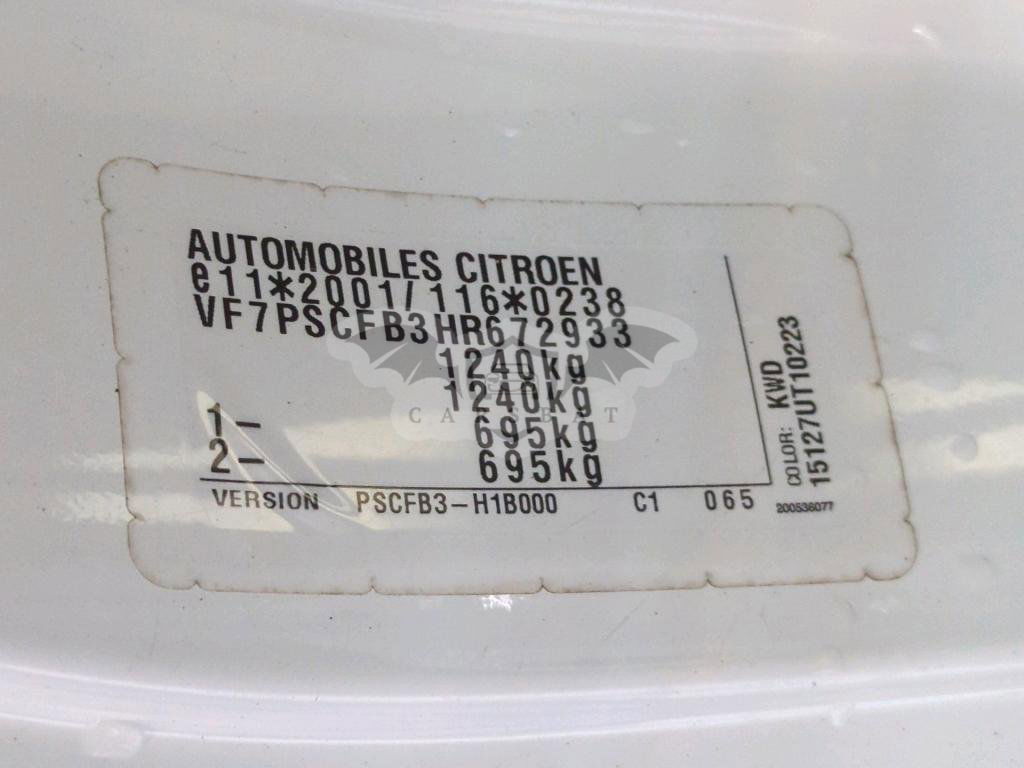 AUTOMOBILES CITROEN
e11*2001/116*0238
VF7PSCFB3HR672933
1240kg
1240kg
1- 695kg
2- 695kg
VERSION PSCFB3-H1B000 C1 065
COLOR: KWD
15127UT10223
200536077